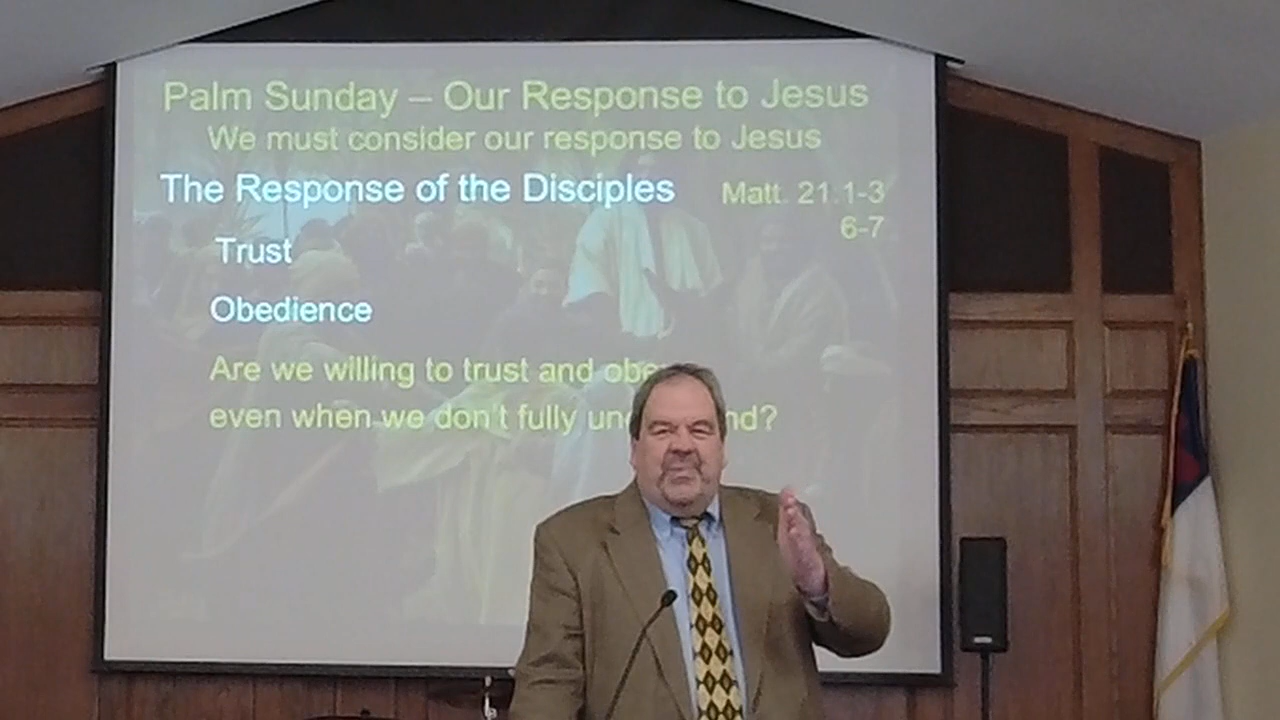 Palm Sunday – Our Response to Jesus
We must consider our response to Jesus
The Response of the Disciples Matt. 21.1-3
6-7
Trust
Obedience
Are we willing to trust and
even when we don't fully